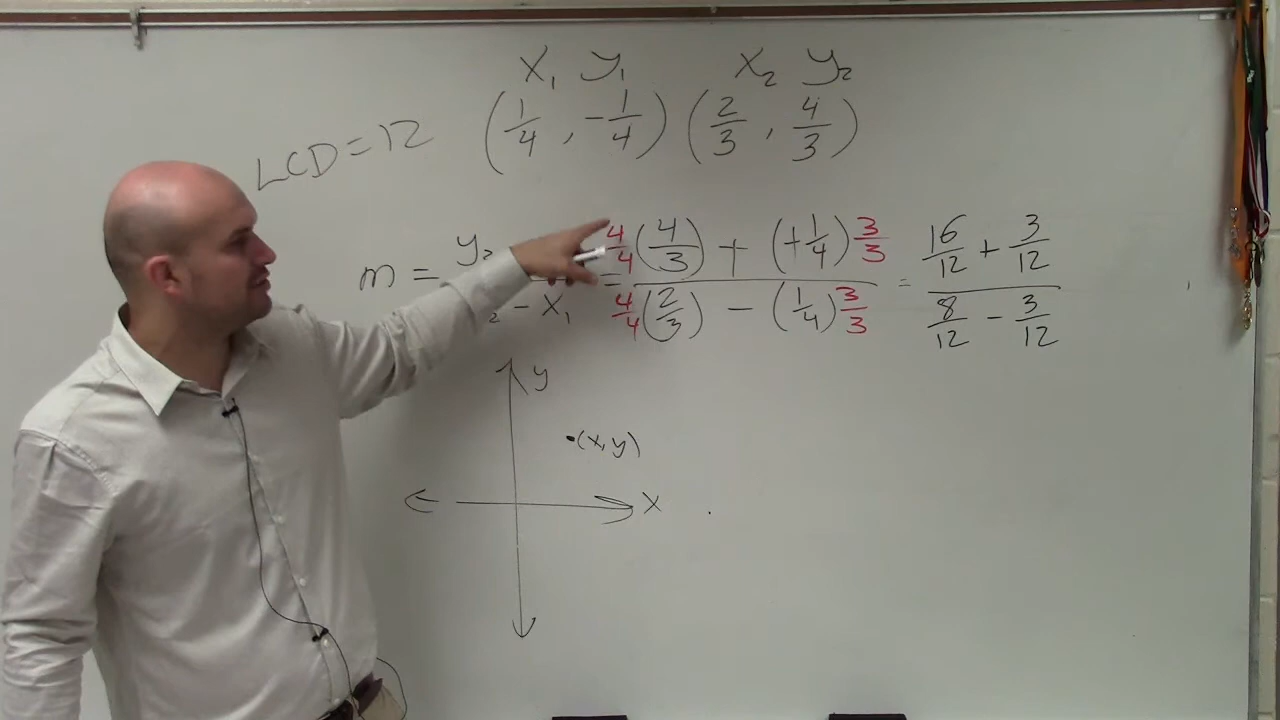 x₁ y₁ x₂ y₂
LCD=12 (1/4, -1/4) (2/3, 4/3)
m = y₂ / ₂ - x₁ = 4/4(4/3) + (+1/4)3/3 / 4/4(2/3) - (1/4)3/3 = 16/12 + 3/12 / 8/12 - 3/12
y
(x,y)
x